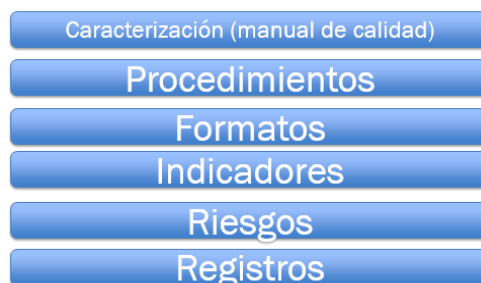 Caracterización (manual de calidad)
Procedimientos
Formatos
Indicadores
Riesgos
Registros